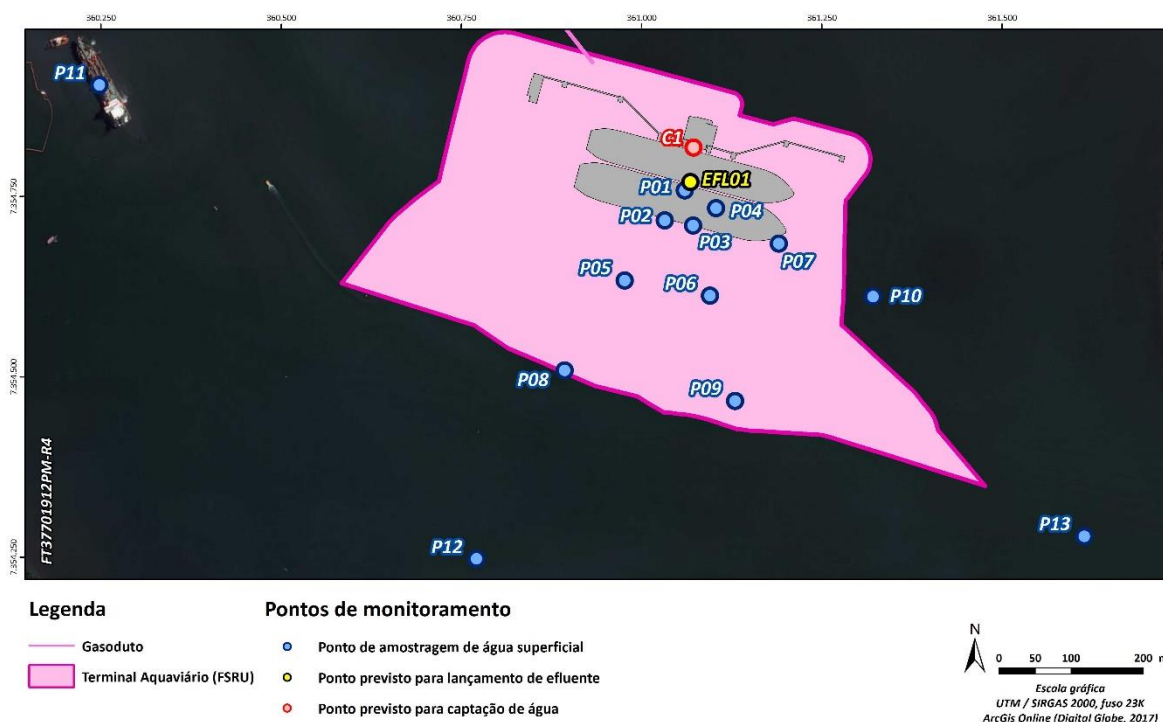 360.250 360.500 360.750 361.000 361.250 361.500
P11
C1
7.354.750
EFL01
P01
P04
P02
P03
P07
P05
P06
P10
7.354.900
P08
P09
FT37701912PM-R4
P13
P12
7.354.250
Legenda
Gasoduto
Terminal Aquaviário (FSRU)
Pontos de monitoramento
Ponto de amostragem de água superficial
Ponto previsto para lançamento de efluente
Ponto previsto para captação de água
N
0 50 100 200 m
Escala gráfica
UTM / SIRGAS 2000, fuso 23K
ArcGis Online (Digital Globe, 2017)